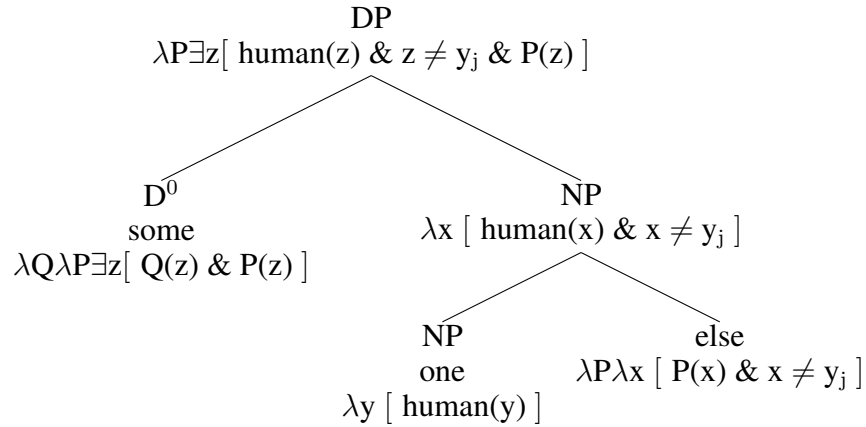 DP
λP∃z[ human(z) & z ≠ yⱼ & P(z) ]
D⁰ NP
some λx [ human(x) & x ≠ yⱼ ]
λQλP∃z[ Q(z) & P(z) ]
NP else
one λPλx [ P(x) & x ≠ yⱼ ]
λy [ human(y) ]